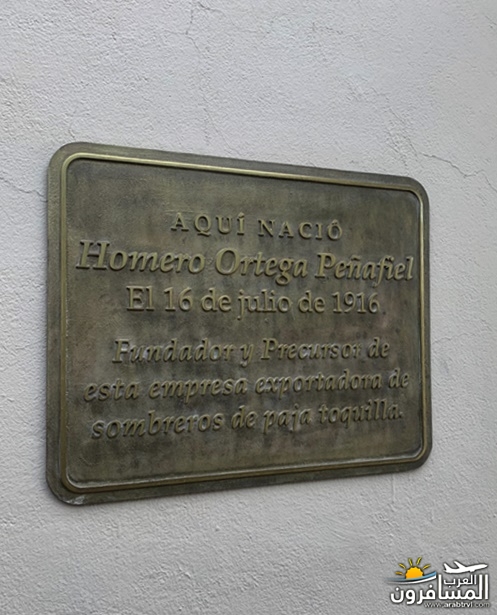 AQUÍ NACIÓ
Homero Ortega Peñafiel
El 16 de julio de 1916
Fundador y Precursor de
esta empresa exportadora de
sombreros de paja toquilla.
العرب
المسافرون
www.arabtrvl.com